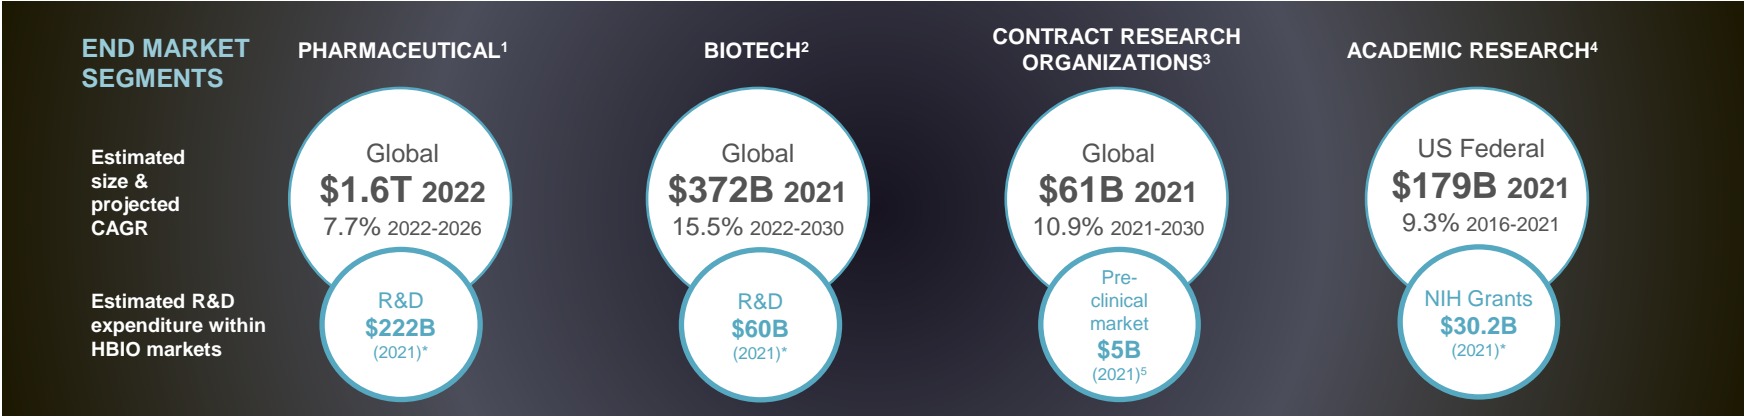 END MARKET
SEGMENTS
PHARMACEUTICAL¹
BIOTECH²
CONTRACT RESEARCH
ORGANIZATIONS³
ACADEMIC RESEARCH⁴
Estimated
size &
projected
CAGR
Global
$1.6T 2022
7.7% 2022-2026
Global
$372B 2021
15.5% 2022-2030
Global
$61B 2021
10.9% 2021-2030
US Federal
$179B 2021
9.3% 2016-2021
Estimated R&D
expenditure within
HBIO markets
R&D
$222B
(2021)*
R&D
$60B
(2021)*
Pre-
clinical
market
$5B
(2021)⁵
NIH Grants
$30.2B
(2021)*